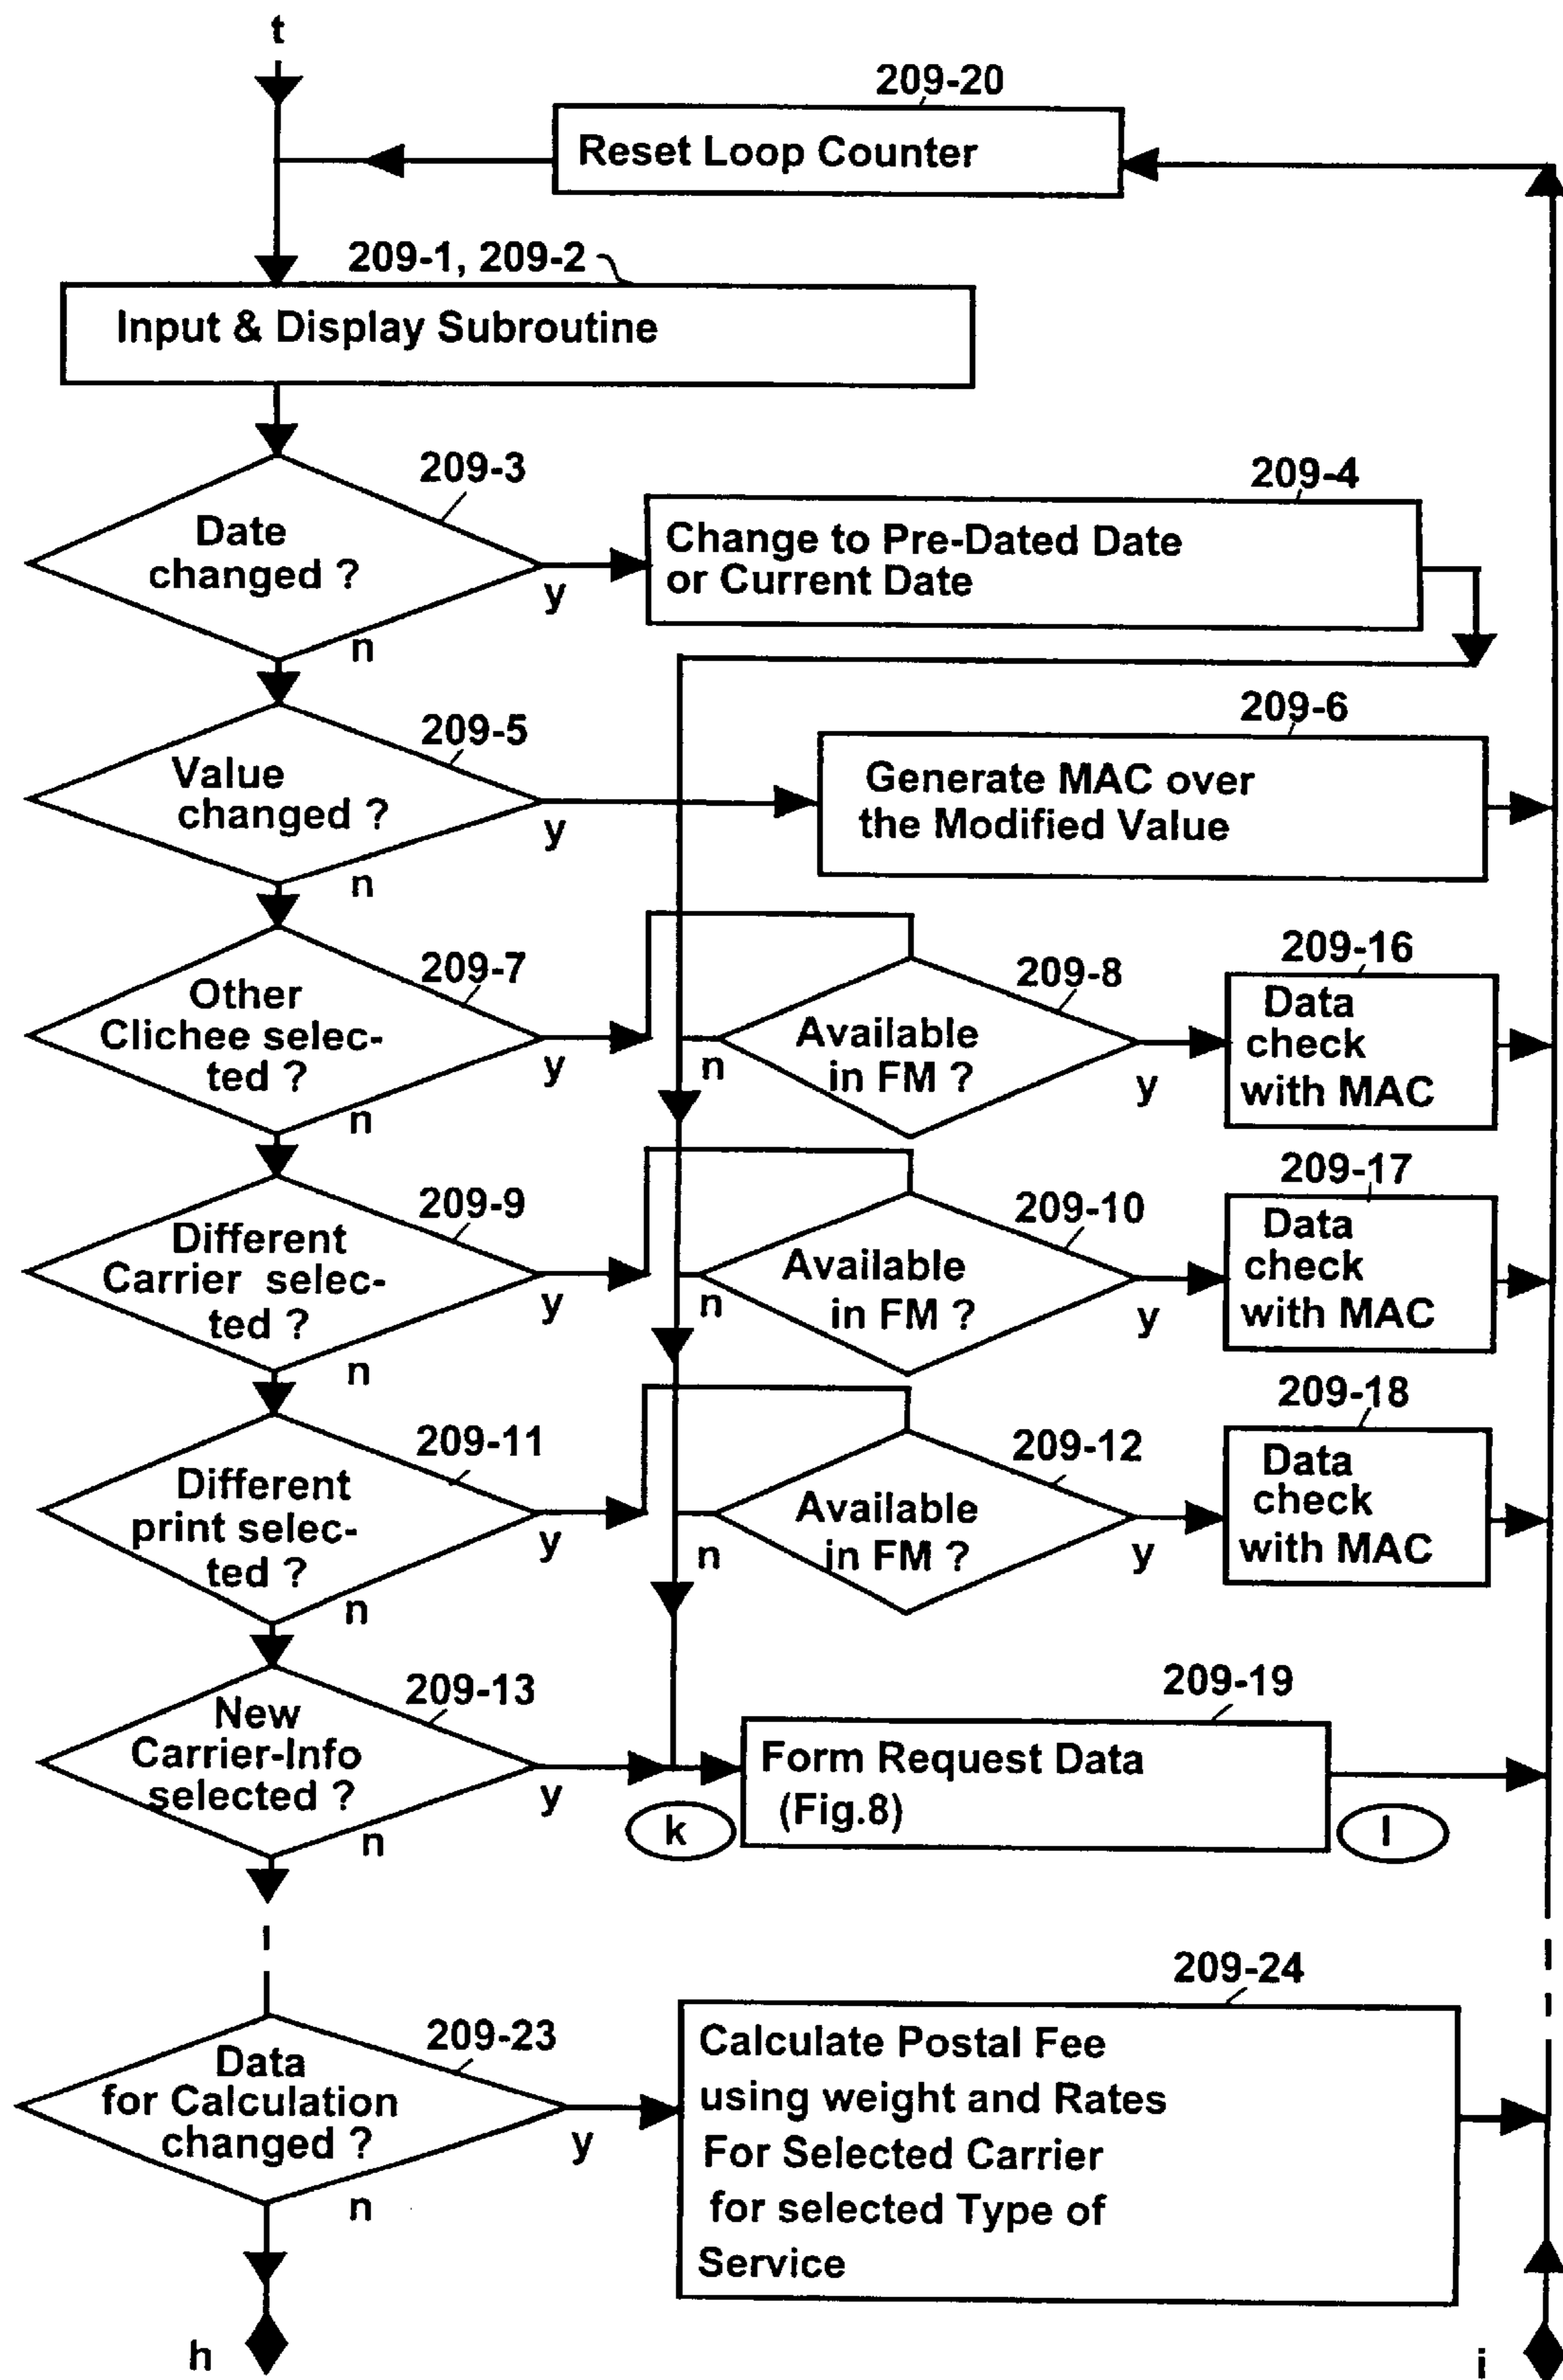 t
209-20
Reset Loop Counter
209-1, 209-2
Input & Display Subroutine
209-3
Date
changed ?
y
n
209-4
Change to Pre-Dated Date
or Current Date
209-5
Value
changed ?
y
n
209-6
Generate MAC over
the Modified Value
209-7
Other
Clichee selec-
ted ?
y
n
209-8
Available
in FM ?
n
y
209-16
Data
check
with MAC
209-9
Different
Carrier selec-
ted ?
y
n
209-10
Available
in FM ?
n
y
209-17
Data
check
with MAC
209-11
Different
print selec-
ted ?
y
n
209-12
Available
in FM ?
n
y
209-18
Data
check
with MAC
209-13
New
Carrier-Info
selected ?
y
n
209-19
Form Request Data
(Fig.8)
k
l
209-23
Data
for Calculation
changed ?
y
n
209-24
Calculate Postal Fee
using weight and Rates
For Selected Carrier
for selected Type of
Service
h
i